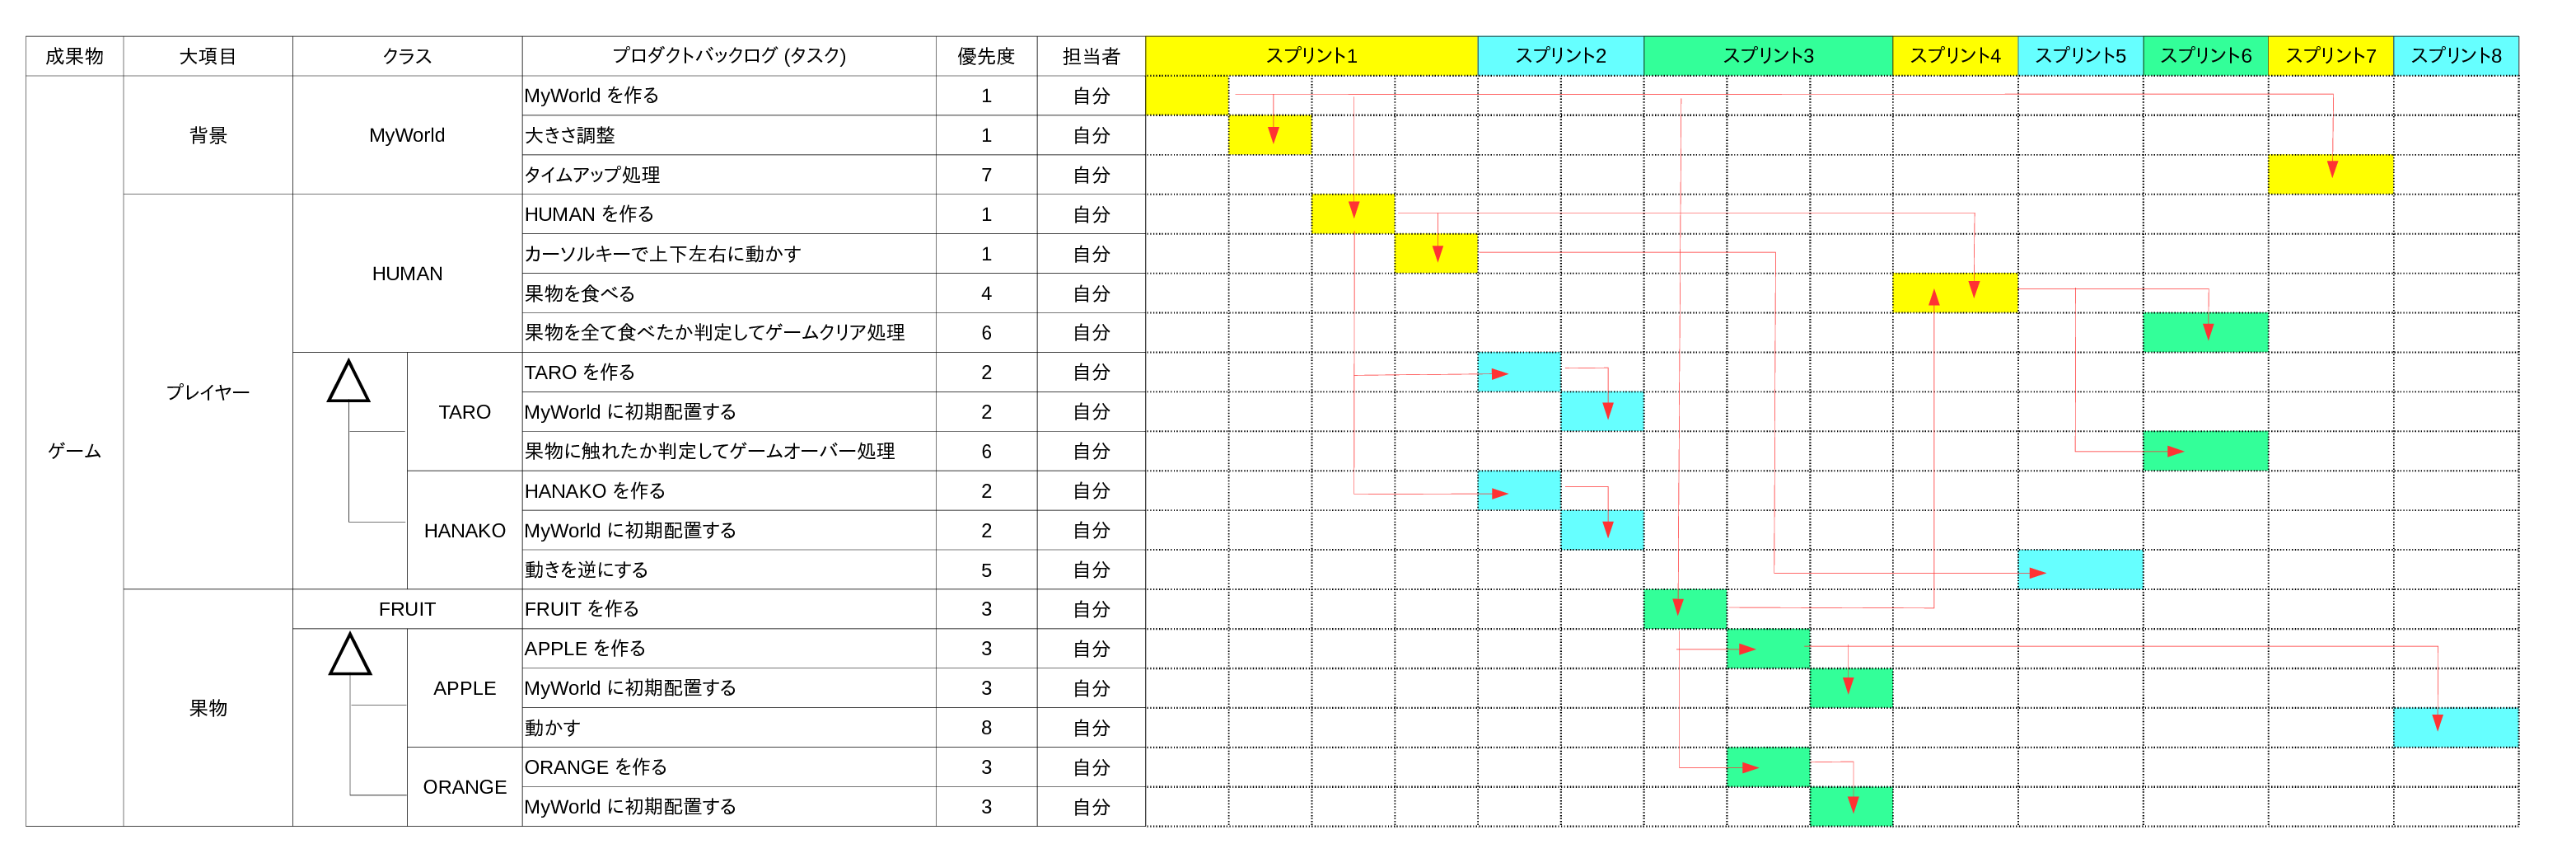 成果物 大項目 クラス プロダクトバックログ (タスク) 優先度 担当者 スプリント1 スプリント2 スプリント3 スプリント4 スプリント5 スプリント6 スプリント7 スプリント8
MyWorld を作る 1 自分
背景 MyWorld 大きさ調整 1 自分
タイムアップ処理 7 自分
HUMAN を作る 1 自分
カーソルキーで上下左右に動かす 1 自分
HUMAN
果物を食べる 4 自分
果物を全て食べたか判定してゲームクリア処理 6 自分
TARO を作る 2 自分
プレイヤー
TARO MyWorld に初期配置する 2 自分
ゲーム 果物に触れたか判定してゲームオーバー処理 6 自分
HANAKO を作る 2 自分
HANAKO MyWorld に初期配置する 2 自分
動きを逆にする 5 自分
FRUIT FRUIT を作る 3 自分
APPLE を作る 3 自分
APPLE MyWorld に初期配置する 3 自分
果物
動かす 8 自分
ORANGE を作る 3 自分
ORANGE
MyWorld に初期配置する 3 自分